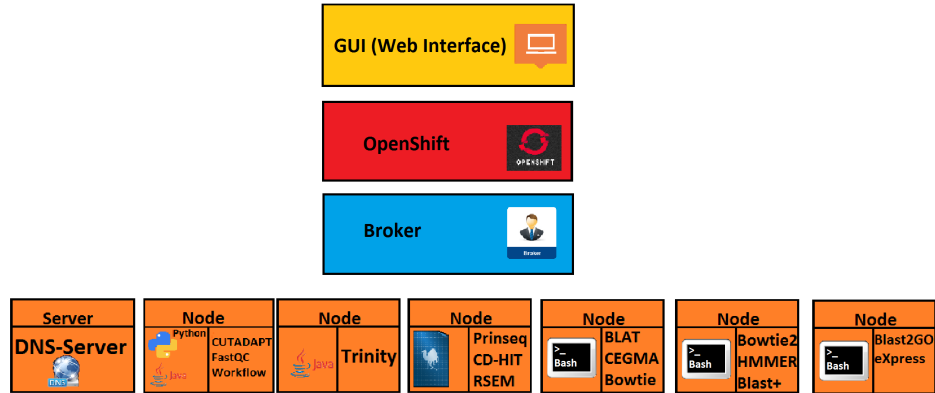 GUI (Web Interface)
OpenShift
OPENSHIFT
Broker
Broker
Server
DNS-Server
DNS
Node
Python
Java
CUTADAPT
FastQC
Workflow
Node
Java
Trinity
Node
Prinseq
CD-HIT
RSEM
Node
>_
Bash
BLAT
CEGMA
Bowtie
Node
>_
Bash
Bowtie2
HMMER
Blast+
Node
>_
Bash
Blast2GO
eXpress